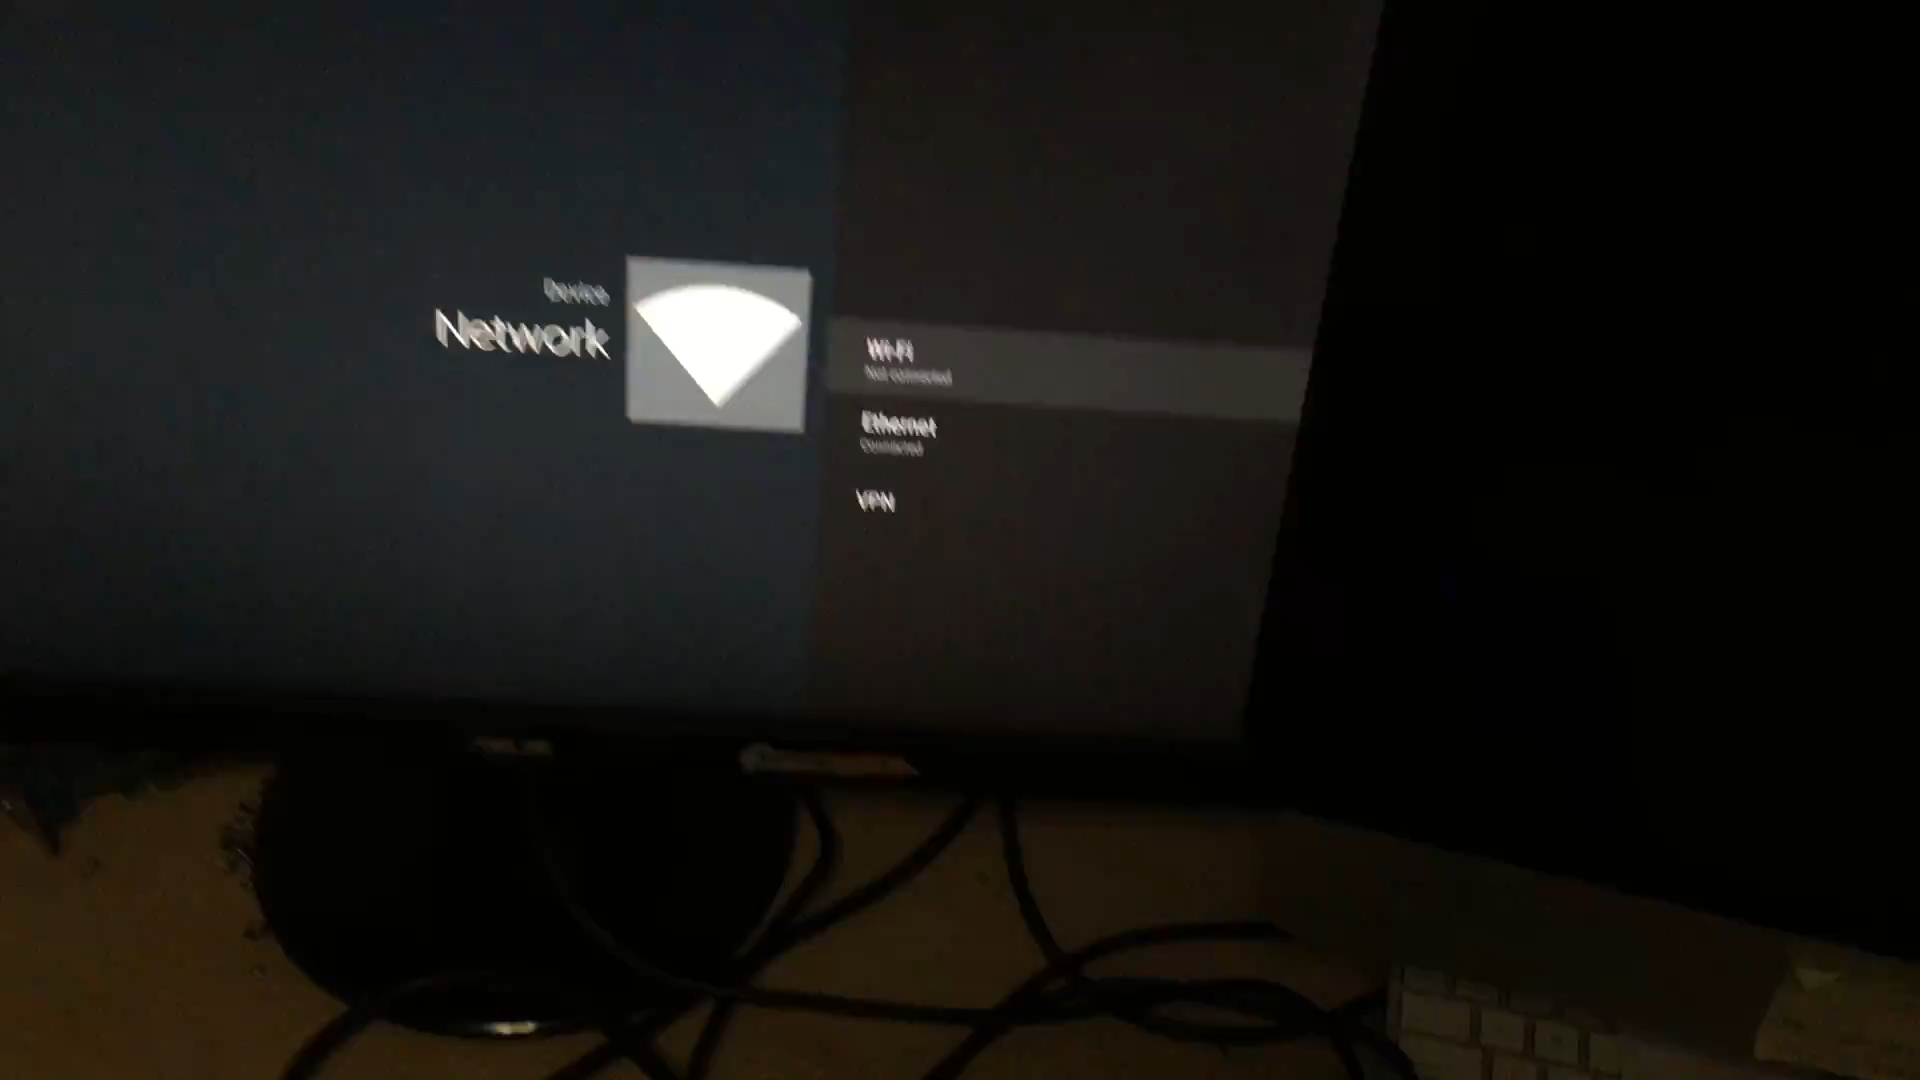 Device
Network
Wi-Fi
Not connected
Ethernet
Connected
VPN